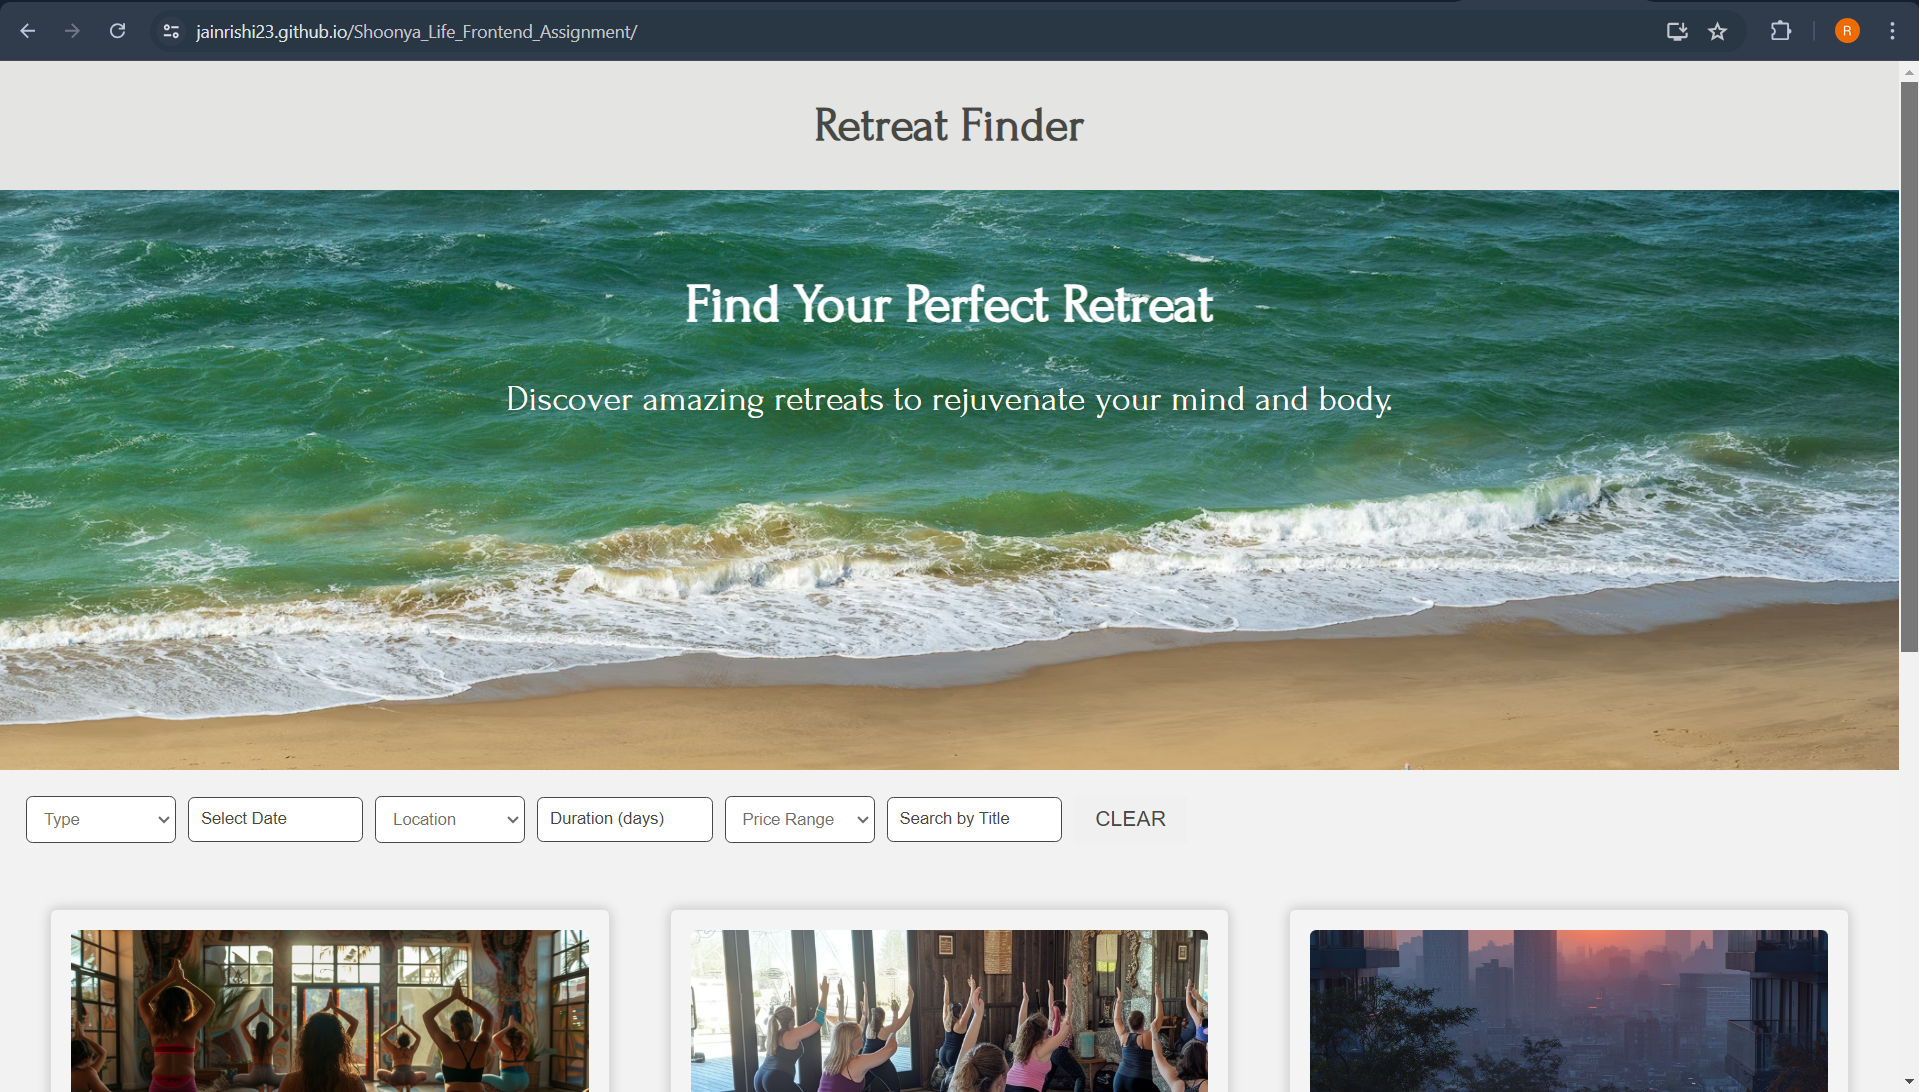 jainrishi23.github.io/Shoonya_Life_Frontend_Assignment/
R
Retreat Finder
Find Your Perfect Retreat
Discover amazing retreats to rejuvenate your mind and body.
Type Select Date Location Duration (days) Price Range Search by Title CLEAR